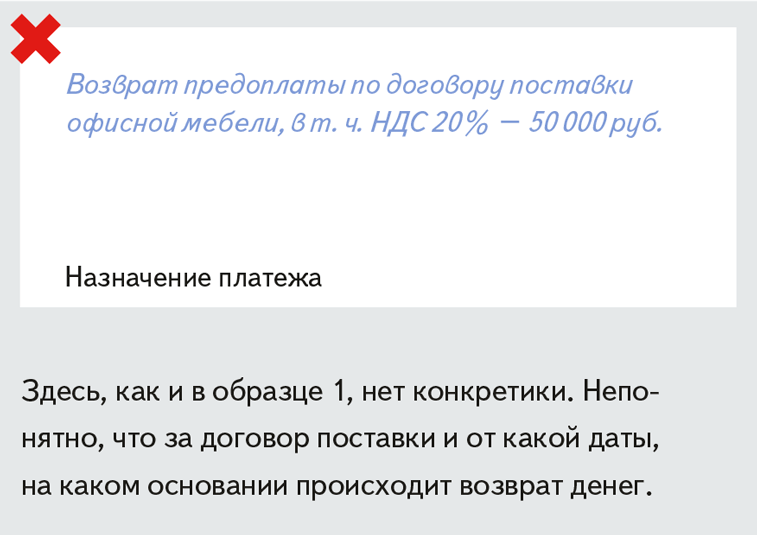 Возврат предоплаты по договору поставки
офисной мебели, в т. ч. НДС 20% — 50 000 руб.
Назначение платежа
Здесь, как и в образце 1, нет конкретики. Непо-
нятно, что за договор поставки и от какой даты,
на каком основании происходит возврат денег.